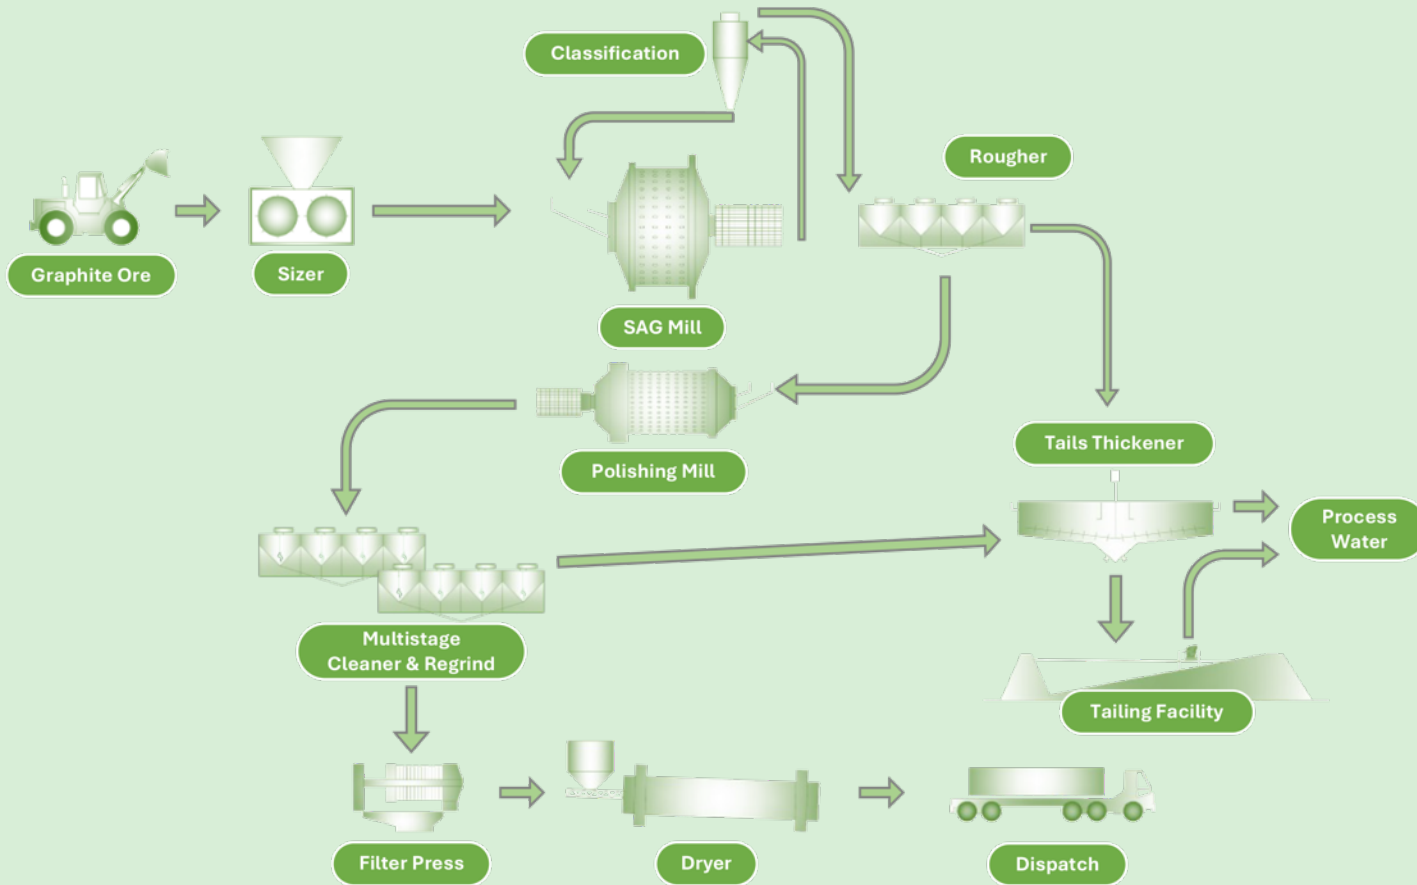 Classification
Rougher
Graphite Ore
Sizer
SAG Mill
Polishing Mill
Tails Thickener
Process
Water
Multistage
Cleaner & Regrind
Tailing Facility
Filter Press
Dryer
Dispatch